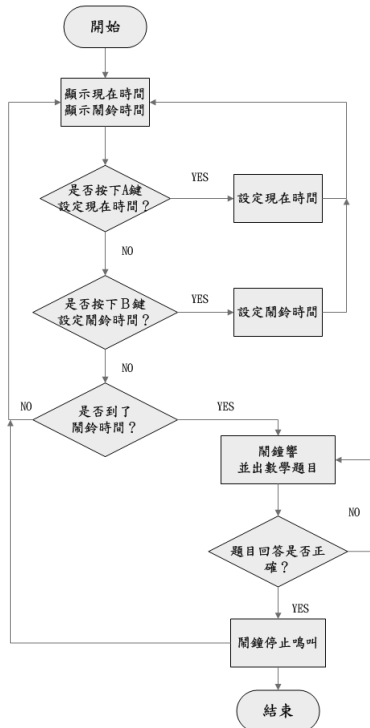 開始
顯示現在時間
顯示鬧鈴時間
是否按下A鍵
設定現在時間?
YES
設定現在時間
NO
是否按下B鍵
設定鬧鈴時間?
YES
設定鬧鈴時間
NO
是否到了
鬧鈴時間?
NO
YES
鬧鐘響
並出數學題目
題目回答是否正
確?
NO
YES
鬧鐘停止鳴叫
結束